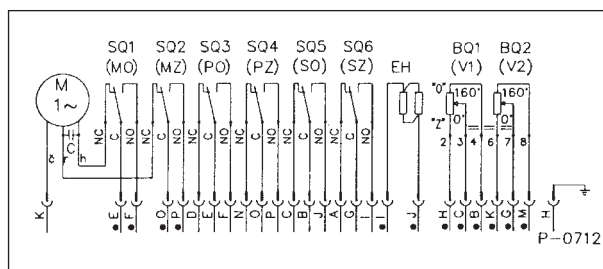 SQ1 SQ2 SQ3 SQ4 SQ5 SQ6 EH BQ1 BQ2
(MO) (MZ) (PO) (PZ) (SO) (SZ) (V1) (V2)
M
1~
"0" 160° 160°
"Z" 0° 0°
C
č r h
NC C NO NC C NO NC C NO NC C NO NC C NO NC C NO
2 3 4 6 7 8
K E F O P D E F N O P C B J A G I I J H C B K G M H
P-0712